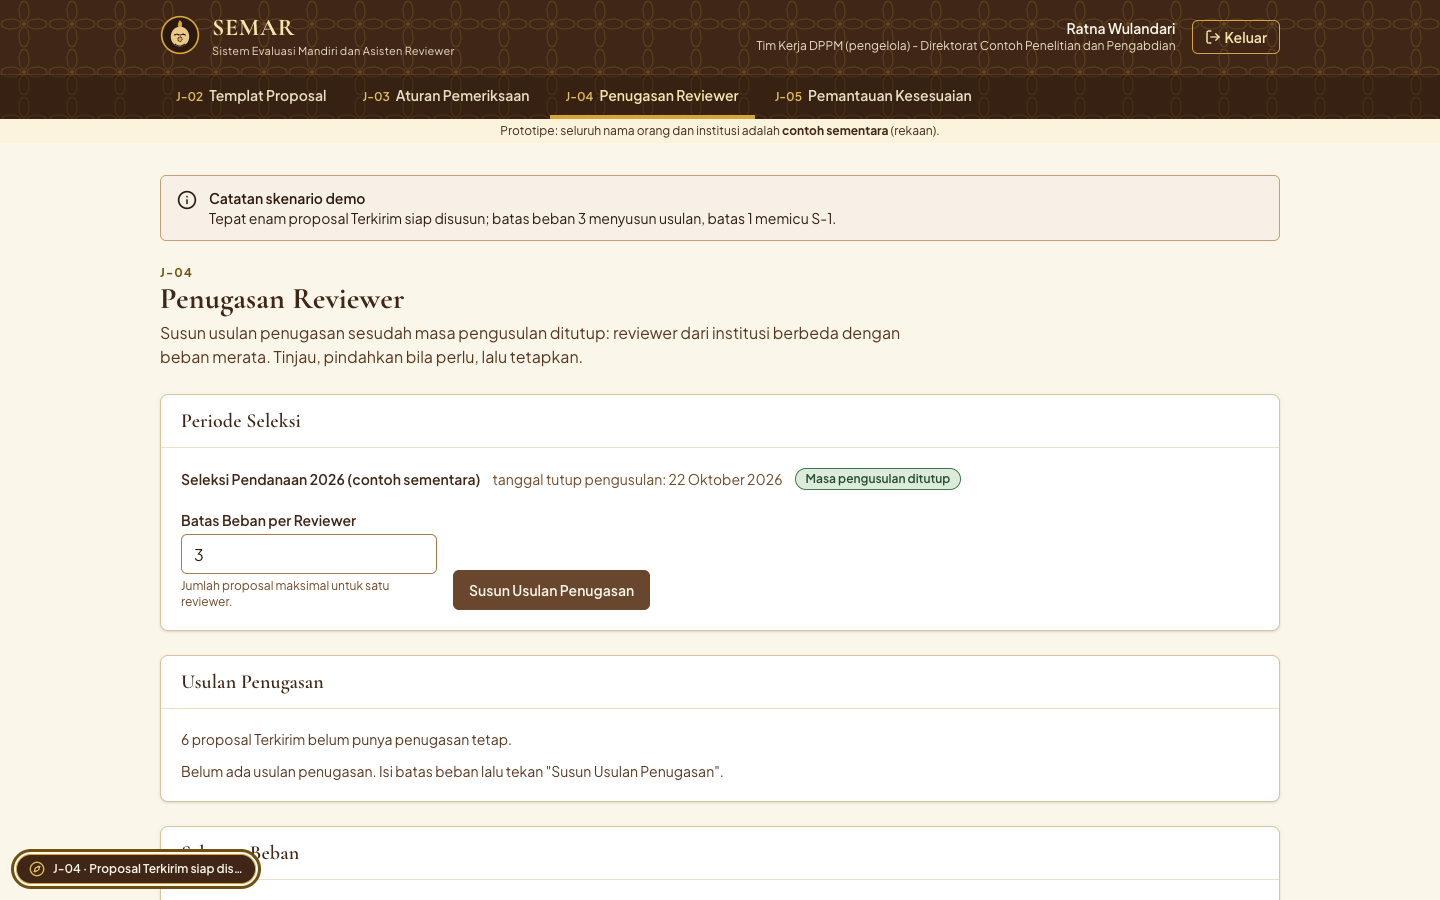 SEMAR
Sistem Evaluasi Mandiri dan Asisten Reviewer
Ratna Wulandari
Tim Kerja DPPM (pengelola) - Direktorat Contoh Penelitian dan Pengabdian
Keluar
J-02 Templat Proposal
J-03 Aturan Pemeriksaan
J-04 Penugasan Reviewer
J-05 Pemantauan Kesesuaian
Prototipe: seluruh nama orang dan institusi adalah contoh sementara (rekaan).
Catatan skenario demo
Tepat enam proposal Terkirim siap disusun; batas beban 3 menyusun usulan, batas 1 memicu S-1.
J-04
Penugasan Reviewer
Susun usulan penugasan sesudah masa pengusulan ditutup: reviewer dari institusi berbeda dengan
beban merata. Tinjau, pindahkan bila perlu, lalu tetapkan.
Periode Seleksi
Seleksi Pendanaan 2026 (contoh sementara) tanggal tutup pengusulan: 22 Oktober 2026 Masa pengusulan ditutup
Batas Beban per Reviewer
3
Jumlah proposal maksimal untuk satu
reviewer.
Susun Usulan Penugasan
Usulan Penugasan
6 proposal Terkirim belum punya penugasan tetap.
Belum ada usulan penugasan. Isi batas beban lalu tekan "Susun Usulan Penugasan".
Beban
J-04 · Proposal Terkirim siap dis...